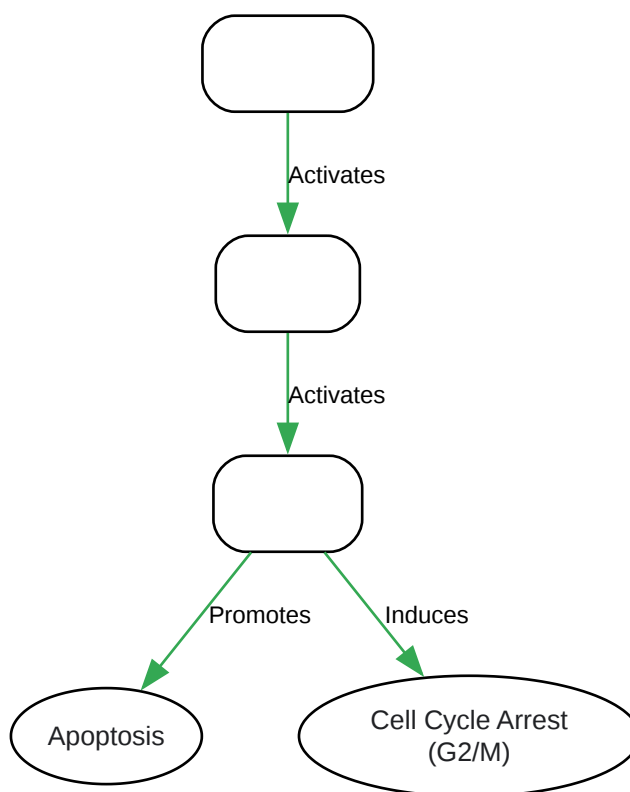 Activates
Activates
Promotes
Induces
Apoptosis
Cell Cycle Arrest
(G2/M)